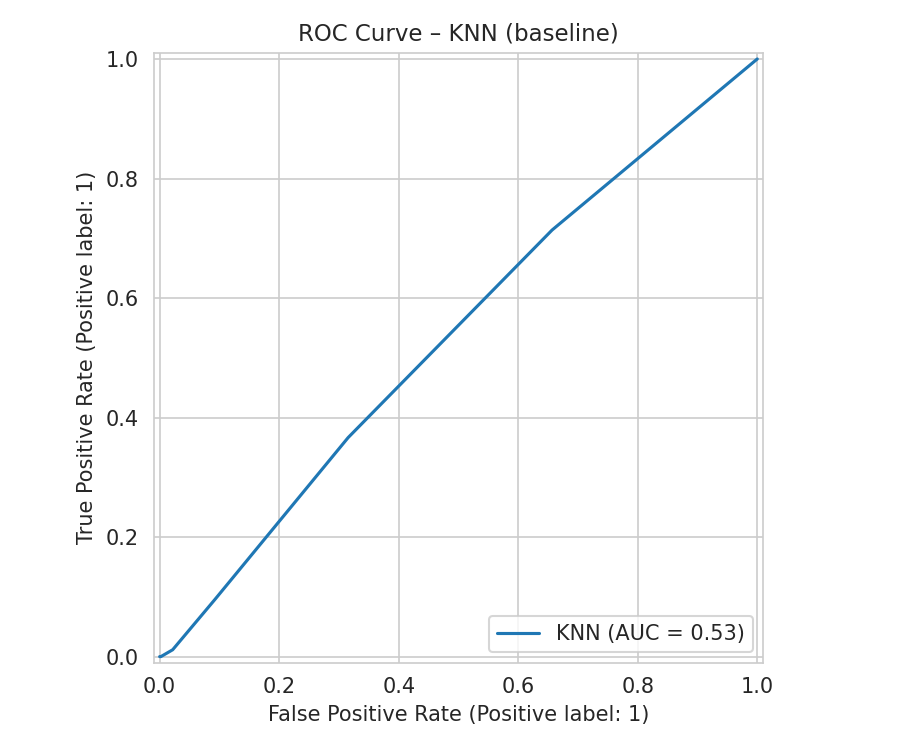 ROC Curve – KNN (baseline)
True Positive Rate (Positive label: 1)
1.0
0.8
0.6
0.4
0.2
0.0
KNN (AUC = 0.53)
0.0 0.2 0.4 0.6 0.8 1.0
False Positive Rate (Positive label: 1)